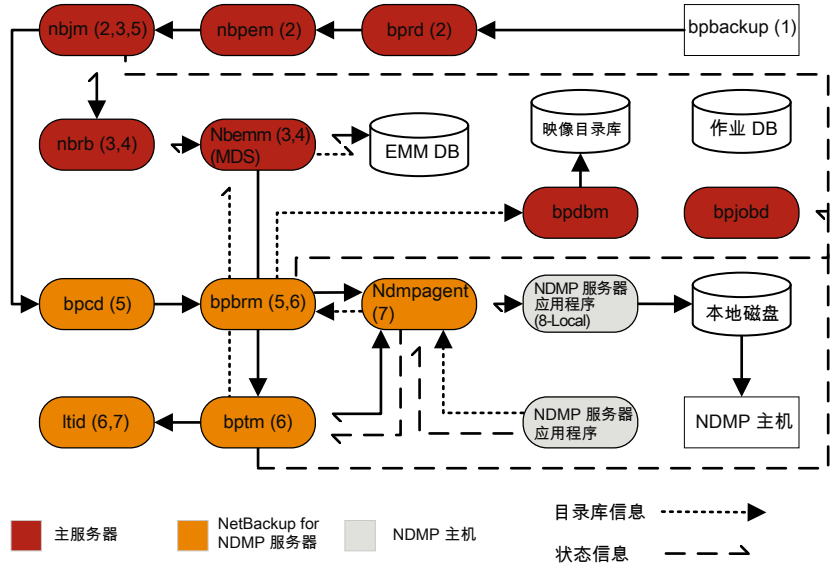 nbjm (2,3,5)
nbpem (2)
bprd (2)
bpbackup (1)
nbrb (3,4)
Nbemm (3,4)
(MDS)
EMM DB
映像目录库
作业 DB
bpdbm
bpjobd
bpcd (5)
bpbrm (5,6)
Ndmpagent
(7)
NDMP 服务器
应用程序
(8-Local)
本地磁盘
ltid (6,7)
bptm (6)
NDMP 服务器
应用程序
NDMP 主机
主服务器
NetBackup for
NDMP 服务器
NDMP 主机
目录库信息
状态信息